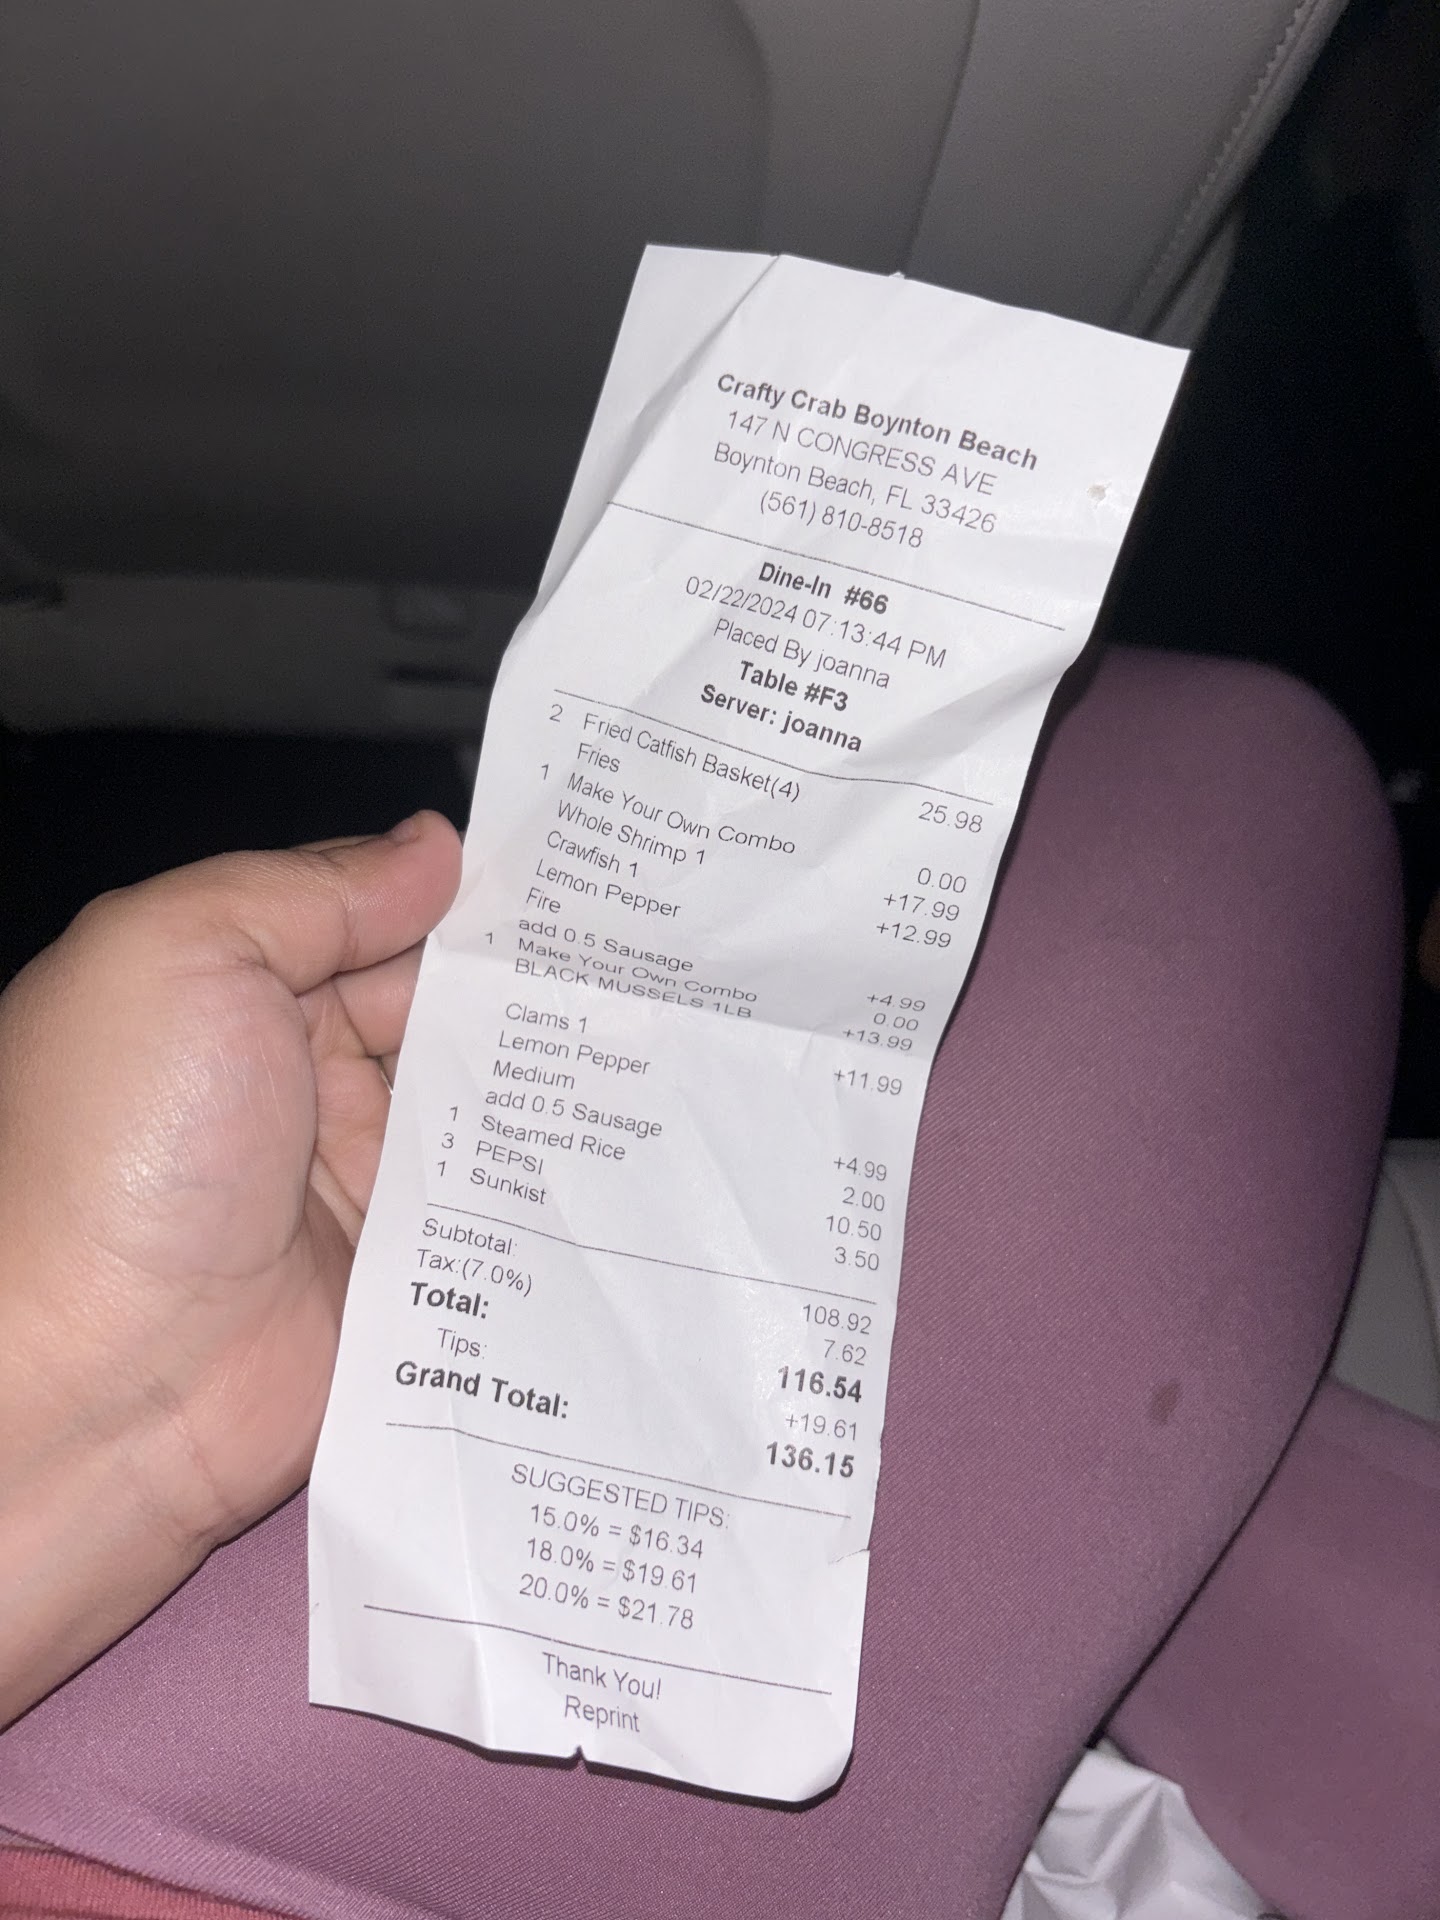 Crafty Crab Boynton Beach
147 N CONGRESS AVE
Boynton Beach, FL 33426
(561) 810-8518
Dine-In #66
02/22/2024 07:13:44 PM
Placed By joanna
Table #F3
Server: joanna
2 Fried Catfish Basket(4) 25.98
Fries
1 Make Your Own Combo 0.00
Whole Shrimp 1 +17.99
Crawfish 1 +12.99
Lemon Pepper
Fire
add 0.5 Sausage +4.99
1 Make Your Own Combo 0.00
BLACK MUSSELS 1LB +13.99
Clams 1 +11.99
Lemon Pepper
Medium
add 0.5 Sausage +4.99
1 Steamed Rice 2.00
3 PEPSI 10.50
1 Sunkist 3.50
Subtotal: 108.92
Tax:(7.0%) 7.62
Total: 116.54
Tips: +19.61
Grand Total: 136.15
SUGGESTED TIPS:
15.0% = $16.34
18.0% = $19.61
20.0% = $21.78
Thank You!
Reprint